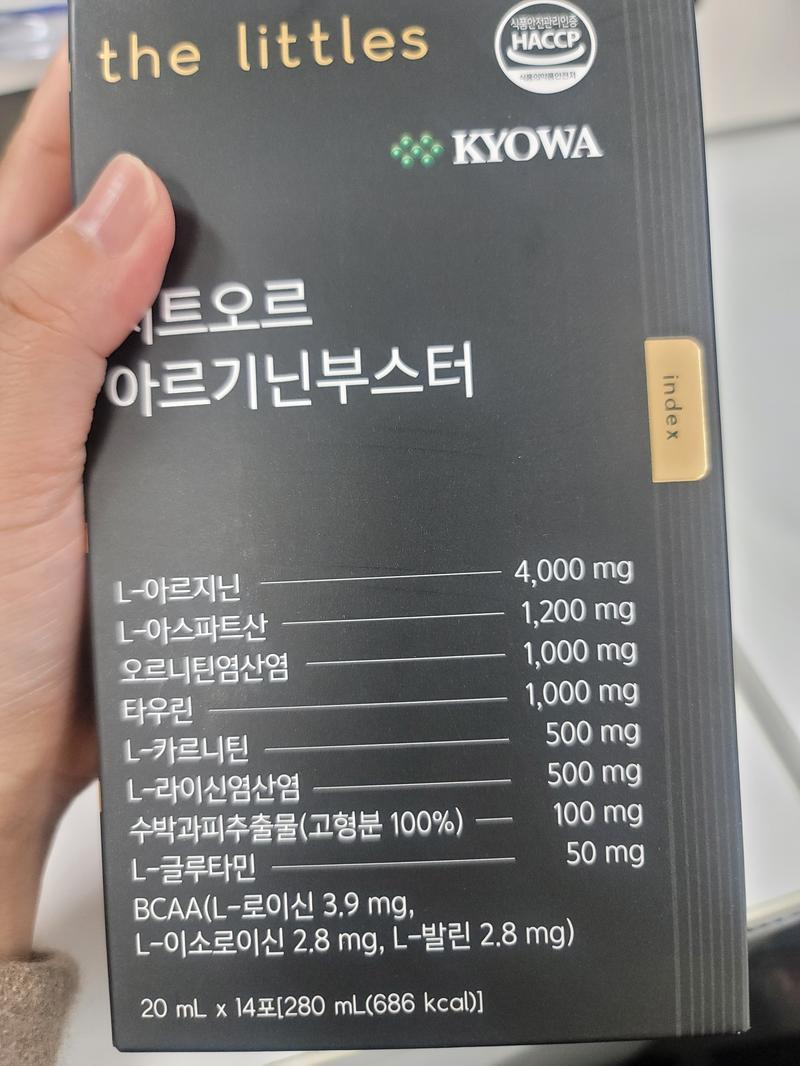 the littles
식품안전관리인증
HACCP
식품의약품안전처
KYOWA
아르기닌부스터
index
L-아르지닌 4,000 mg
L-아스파트산 1,200 mg
오르니틴염산염 1,000 mg
타우린 1,000 mg
L-카르니틴 500 mg
L-라이신염산염 500 mg
수박과피추출물(고형분 100%) 100 mg
L-글루타민 50 mg
BCAA(L-로이신 3.9 mg,
L-이소로이신 2.8 mg, L-발린 2.8 mg)
20 mL x 14포[280 mL(686 kcal)]